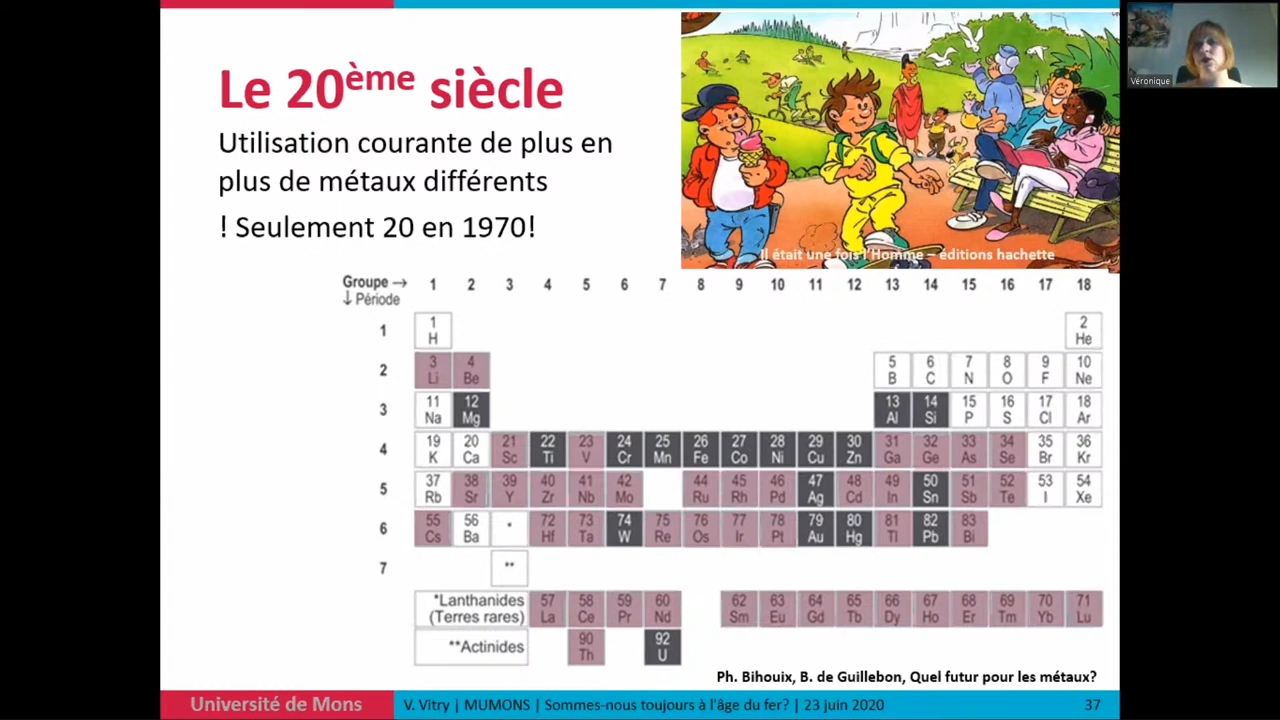 Le 20ème siècle
Utilisation courante de plus en
plus de métaux différents
! Seulement 20 en 1970!
Il était une fois l'Homme – éditions hachette
Véronique
Groupe → 1 2 3 4 5 6 7 8 9 10 11 12 13 14 15 16 17 18
↓ Période
1 1 2
H He
2 3 4 5 6 7 8 9 10
Li Be B C N O F Ne
3 11 12 13 14 15 16 17 18
Na Mg Al Si P S Cl Ar
4 19 20 21 22 23 24 25 26 27 28 29 30 31 32 33 34 35 36
K Ca Sc Ti V Cr Mn Fe Co Ni Cu Zn Ga Ge As Se Br Kr
5 37 38 39 40 41 42 44 45 46 47 48 49 50 51 52 53 54
Rb Sr Y Zr Nb Mo Ru Rh Pd Ag Cd In Sn Sb Te I Xe
6 55 56 * 72 73 74 75 76 77 78 79 80 81 82 83
Cs Ba Hf Ta W Re Os Ir Pt Au Hg Tl Pb Bi
7 **
*Lanthanides 57 58 59 60 62 63 64 65 66 67 68 69 70 71
(Terres rares) La Ce Pr Nd Sm Eu Gd Tb Dy Ho Er Tm Yb Lu
**Actinides 90 92
Th U
Ph. Bihouix, B. de Guillebon, Quel futur pour les métaux?
Université de Mons V. Vitry | MUMONS | Sommes-nous toujours à l'âge du fer? | 23 juin 2020 37